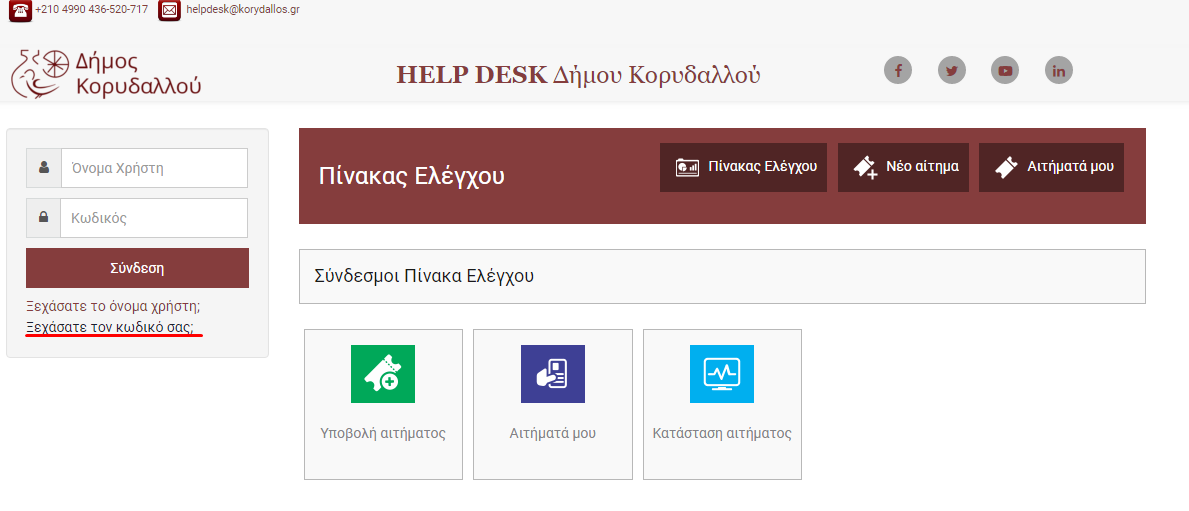 +210 4990 436-520-717 helpdesk@korydallos.gr
Δήμος
Κορυδαλλού
HELP DESK Δήμου Κορυδαλλού
Όνομα Χρήστη
Κωδικός
Σύνδεση
Ξεχάσατε το όνομα χρήστη;
Ξεχάσατε τον κωδικό σας;
Πίνακας Ελέγχου
Πίνακας Ελέγχου Νέο αίτημα Αιτήματά μου
Σύνδεσμοι Πίνακα Ελέγχου
Υποβολή αιτήματος Αιτήματά μου Κατάσταση αιτήματος